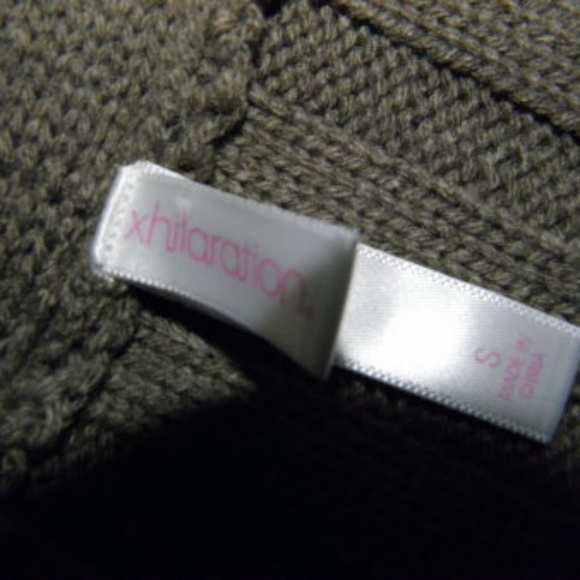 xhilaration.
S
MADE IN
CHINA